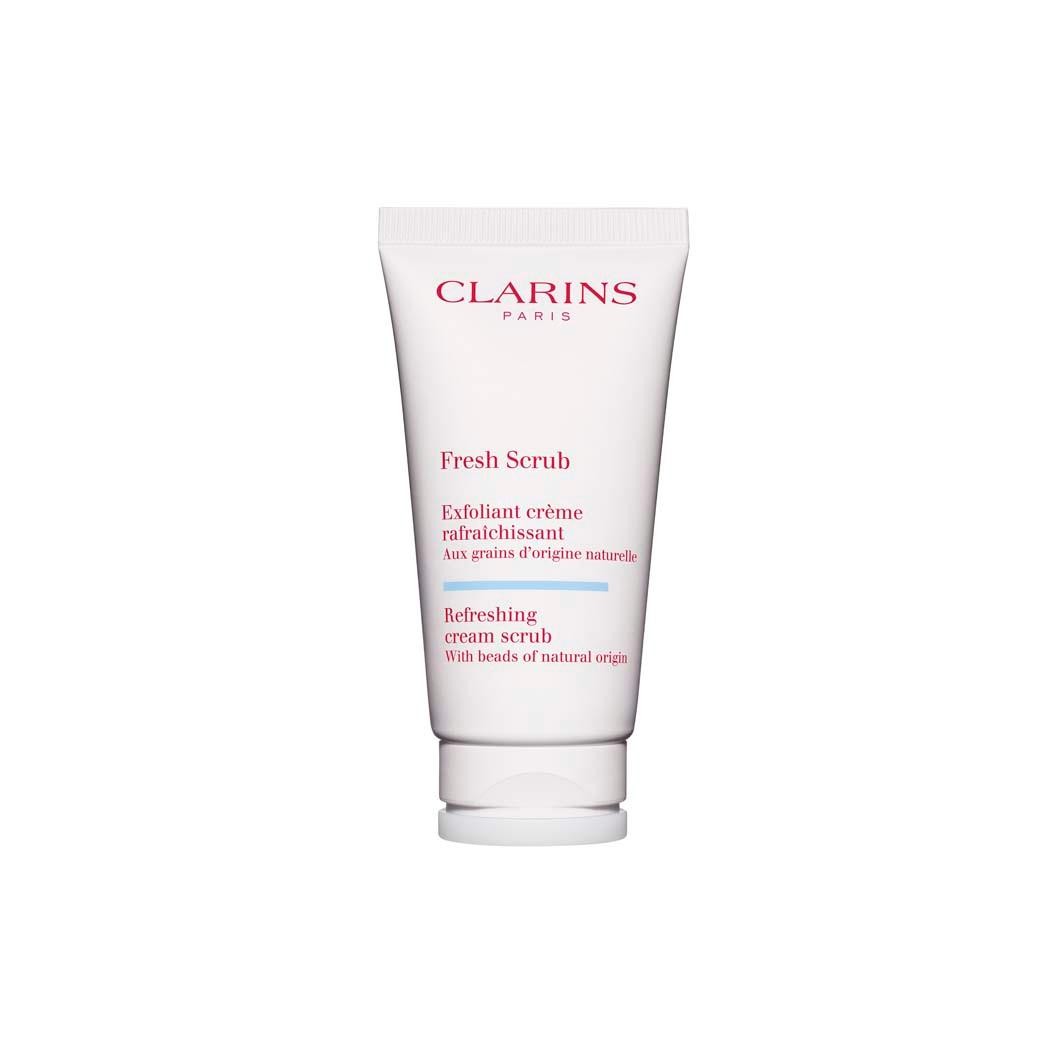 CLARINS
PARIS
Fresh Scrub
Exfoliant crème
rafraîchissant
Aux grains d'origine naturelle
Refreshing
cream scrub
With beads of natural origin